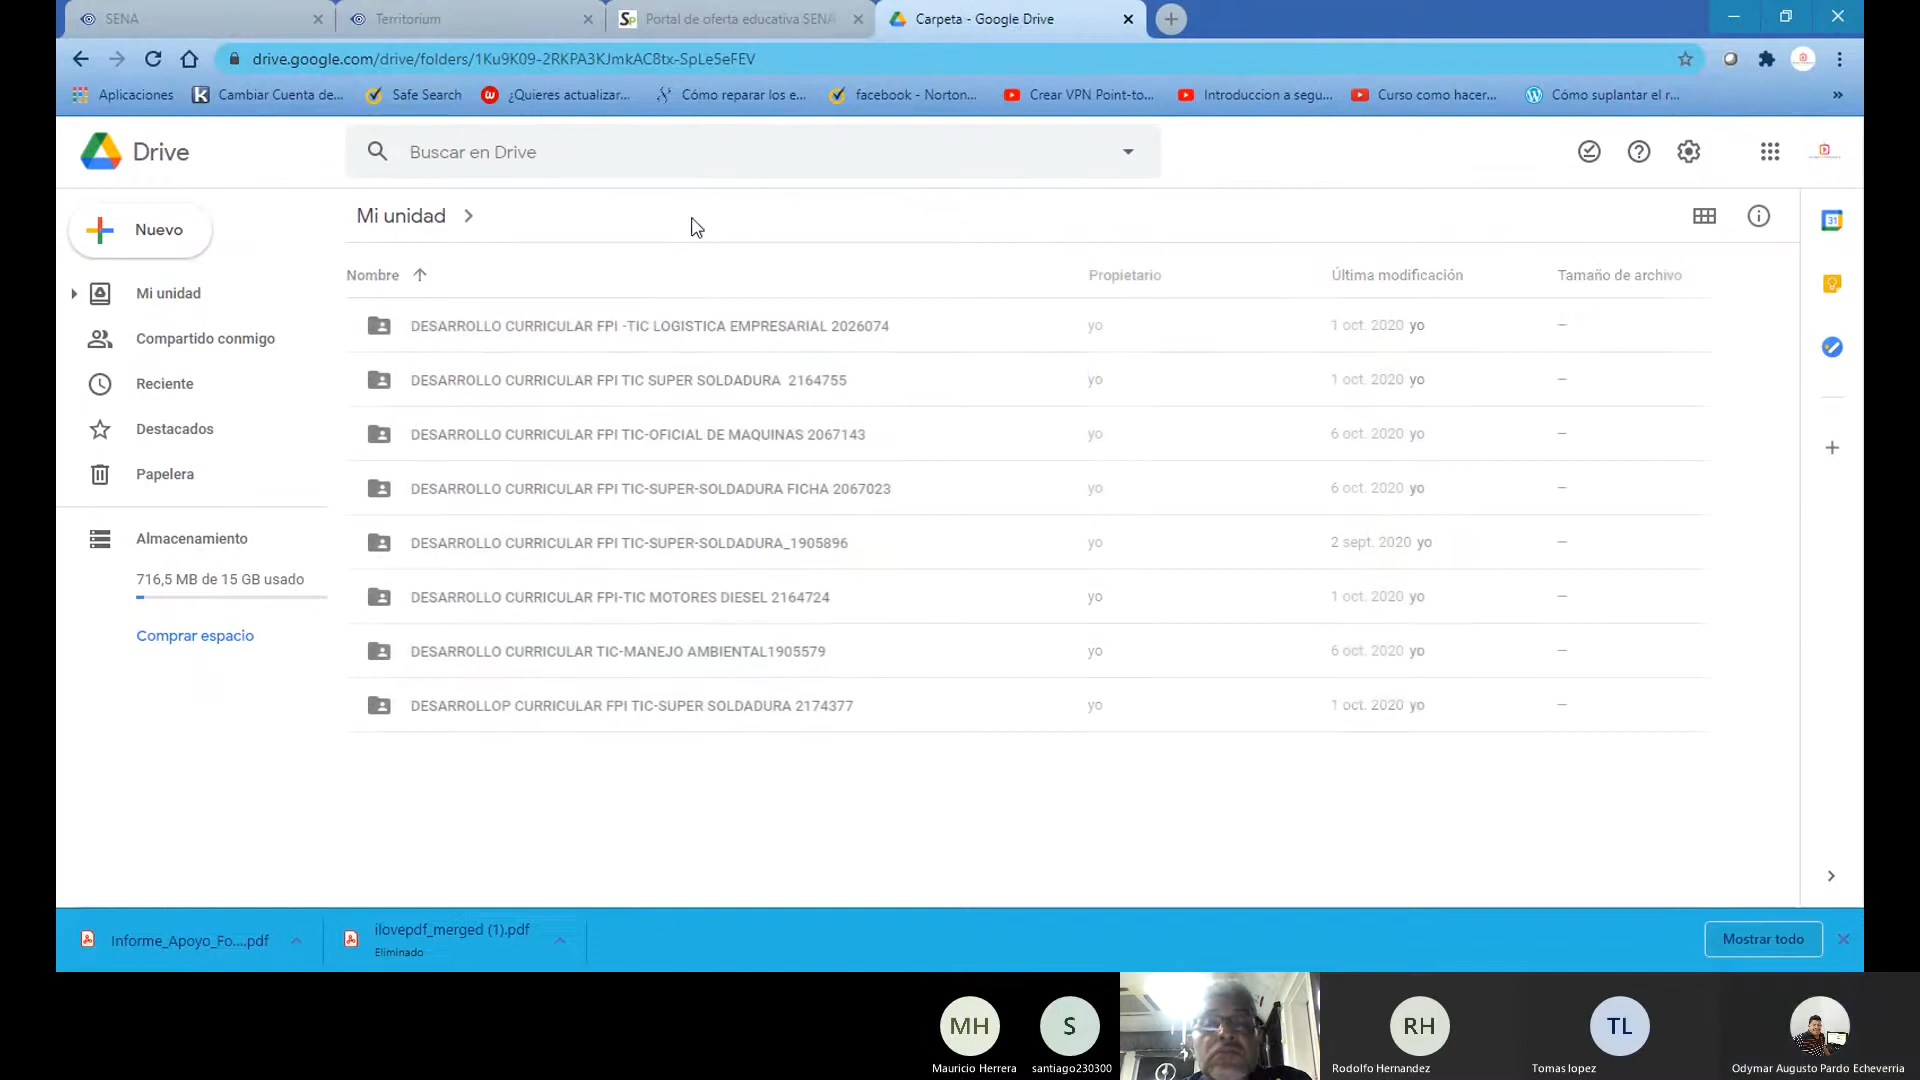 SENA
Territorium
Portal de oferta educativa SENA
Carpeta - Google Drive
drive.google.com/drive/folders/1Ku9K09-2RKPA3KJmkAC8tx-SpLe5eFEV
Aplicaciones
Cambiar Cuenta de...
Safe Search
¿Quieres actualizar...
Cómo reparar los e...
facebook - Norton...
Crear VPN Point-to...
Introduccion a segu...
Curso como hacer...
Cómo suplantar el r...
»
Drive
Buscar en Drive
Nuevo
Mi unidad
Compartido conmigo
Reciente
Destacados
Papelera
Almacenamiento
716,5 MB de 15 GB usado
Comprar espacio
Mi unidad
Nombre Propietario Última modificación Tamaño de archivo
DESARROLLO CURRICULAR FPI -TIC LOGISTICA EMPRESARIAL 2026074 yo 1 oct. 2020 yo –
DESARROLLO CURRICULAR FPI TIC SUPER SOLDADURA 2164755 yo 1 oct. 2020 yo –
DESARROLLO CURRICULAR FPI TIC-OFICIAL DE MAQUINAS 2067143 yo 6 oct. 2020 yo –
DESARROLLO CURRICULAR FPI TIC-SUPER-SOLDADURA FICHA 2067023 yo 6 oct. 2020 yo –
DESARROLLO CURRICULAR FPI TIC-SUPER-SOLDADURA_1905896 yo 2 sept. 2020 yo –
DESARROLLO CURRICULAR FPI-TIC MOTORES DIESEL 2164724 yo 1 oct. 2020 yo –
DESARROLLO CURRICULAR TIC-MANEJO AMBIENTAL1905579 yo 6 oct. 2020 yo –
DESARROLLOP CURRICULAR FPI TIC-SUPER SOLDADURA 2174377 yo 1 oct. 2020 yo –
31
Informe_Apoyo_Fo....pdf
ilovepdf_merged (1).pdf
Eliminado
Mostrar todo
MH
S
RH
TL
Mauricio Herrera
santiago230300
Rodolfo Hernandez
Tomas lopez
Odymar Augusto Pardo Echeverria